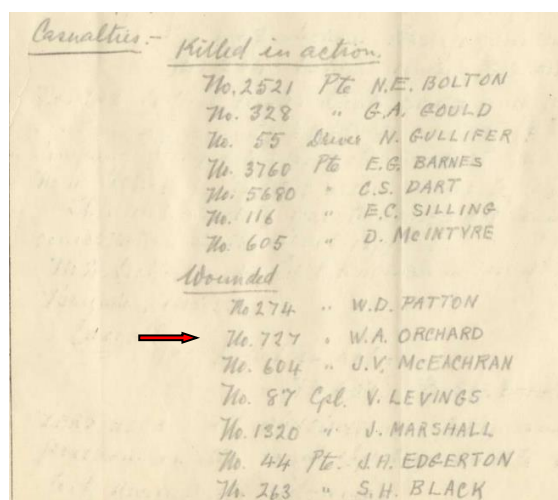 Casualties:-
Killed in action.
No. 2521 Pte N.E. BOLTON
No. 328 " G.A. GOULD
No. 55 Driver N. GULLIFER
No. 3760 Pte E.G. BARNES
No. 5680 " C.S. DART
No. 116 " E.C. SILLING
No. 605 " D. McINTYRE
Wounded
No 274 " W.D. PATTON
No. 727 " W.A. ORCHARD
No. 604 " J.V. McEACHRAN
No. 87 Cpl. V. LEVINGS
No. 1320 " J. MARSHALL
No. 44 Pte. J.H. EDGERTON
No. 263 " S.H. BLACK